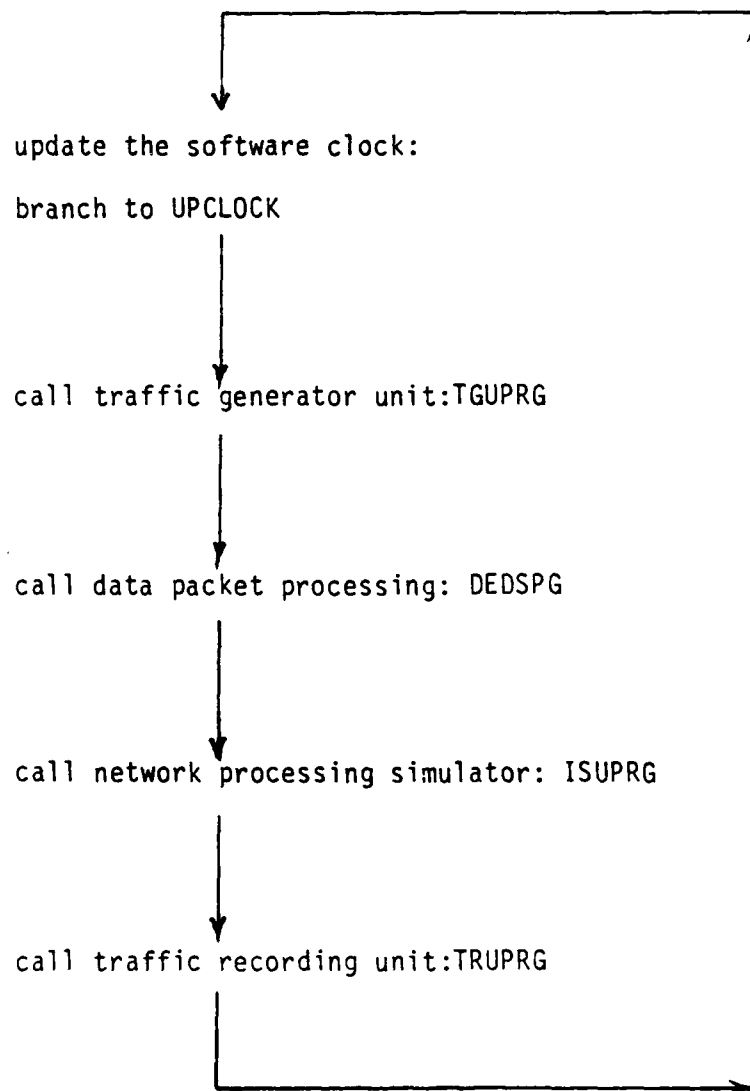 update the software clock:
branch to UPCLOCK
call traffic generator unit:TGUPRG
call data packet processing: DEDSPG
call network processing simulator: ISUPRG
call traffic recording unit:TRUPRG